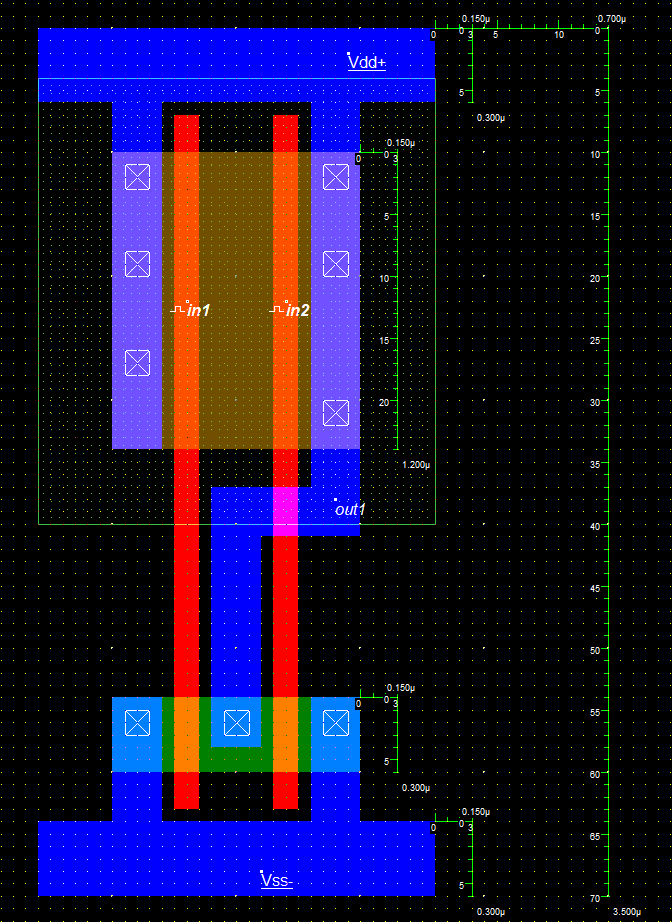 0.150µ 0.700µ
0 3 5 10 0
Vdd+
5 5
0.300µ
0.150µ
0 0 3 10
5 15
10 20
in1 in2
15 25
20 30
1.200µ 35
out1
40
45
50
0.150µ
0 0 3 55
5 60
0.300µ
0.150µ
0 0 3 65
Vss-
5
70
0.300µ 3.500µ